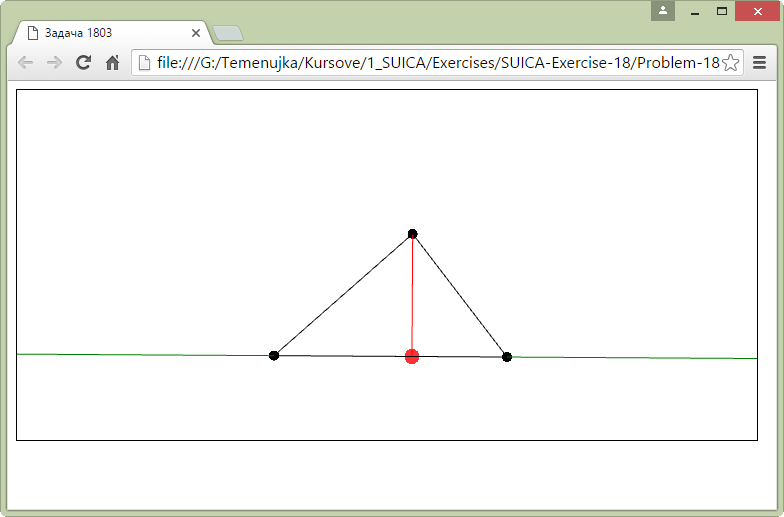 Задача 1803
file:///G:/Temenujka/Kursove/1_SUICA/Exercises/SUICA-Exercise-18/Problem-18